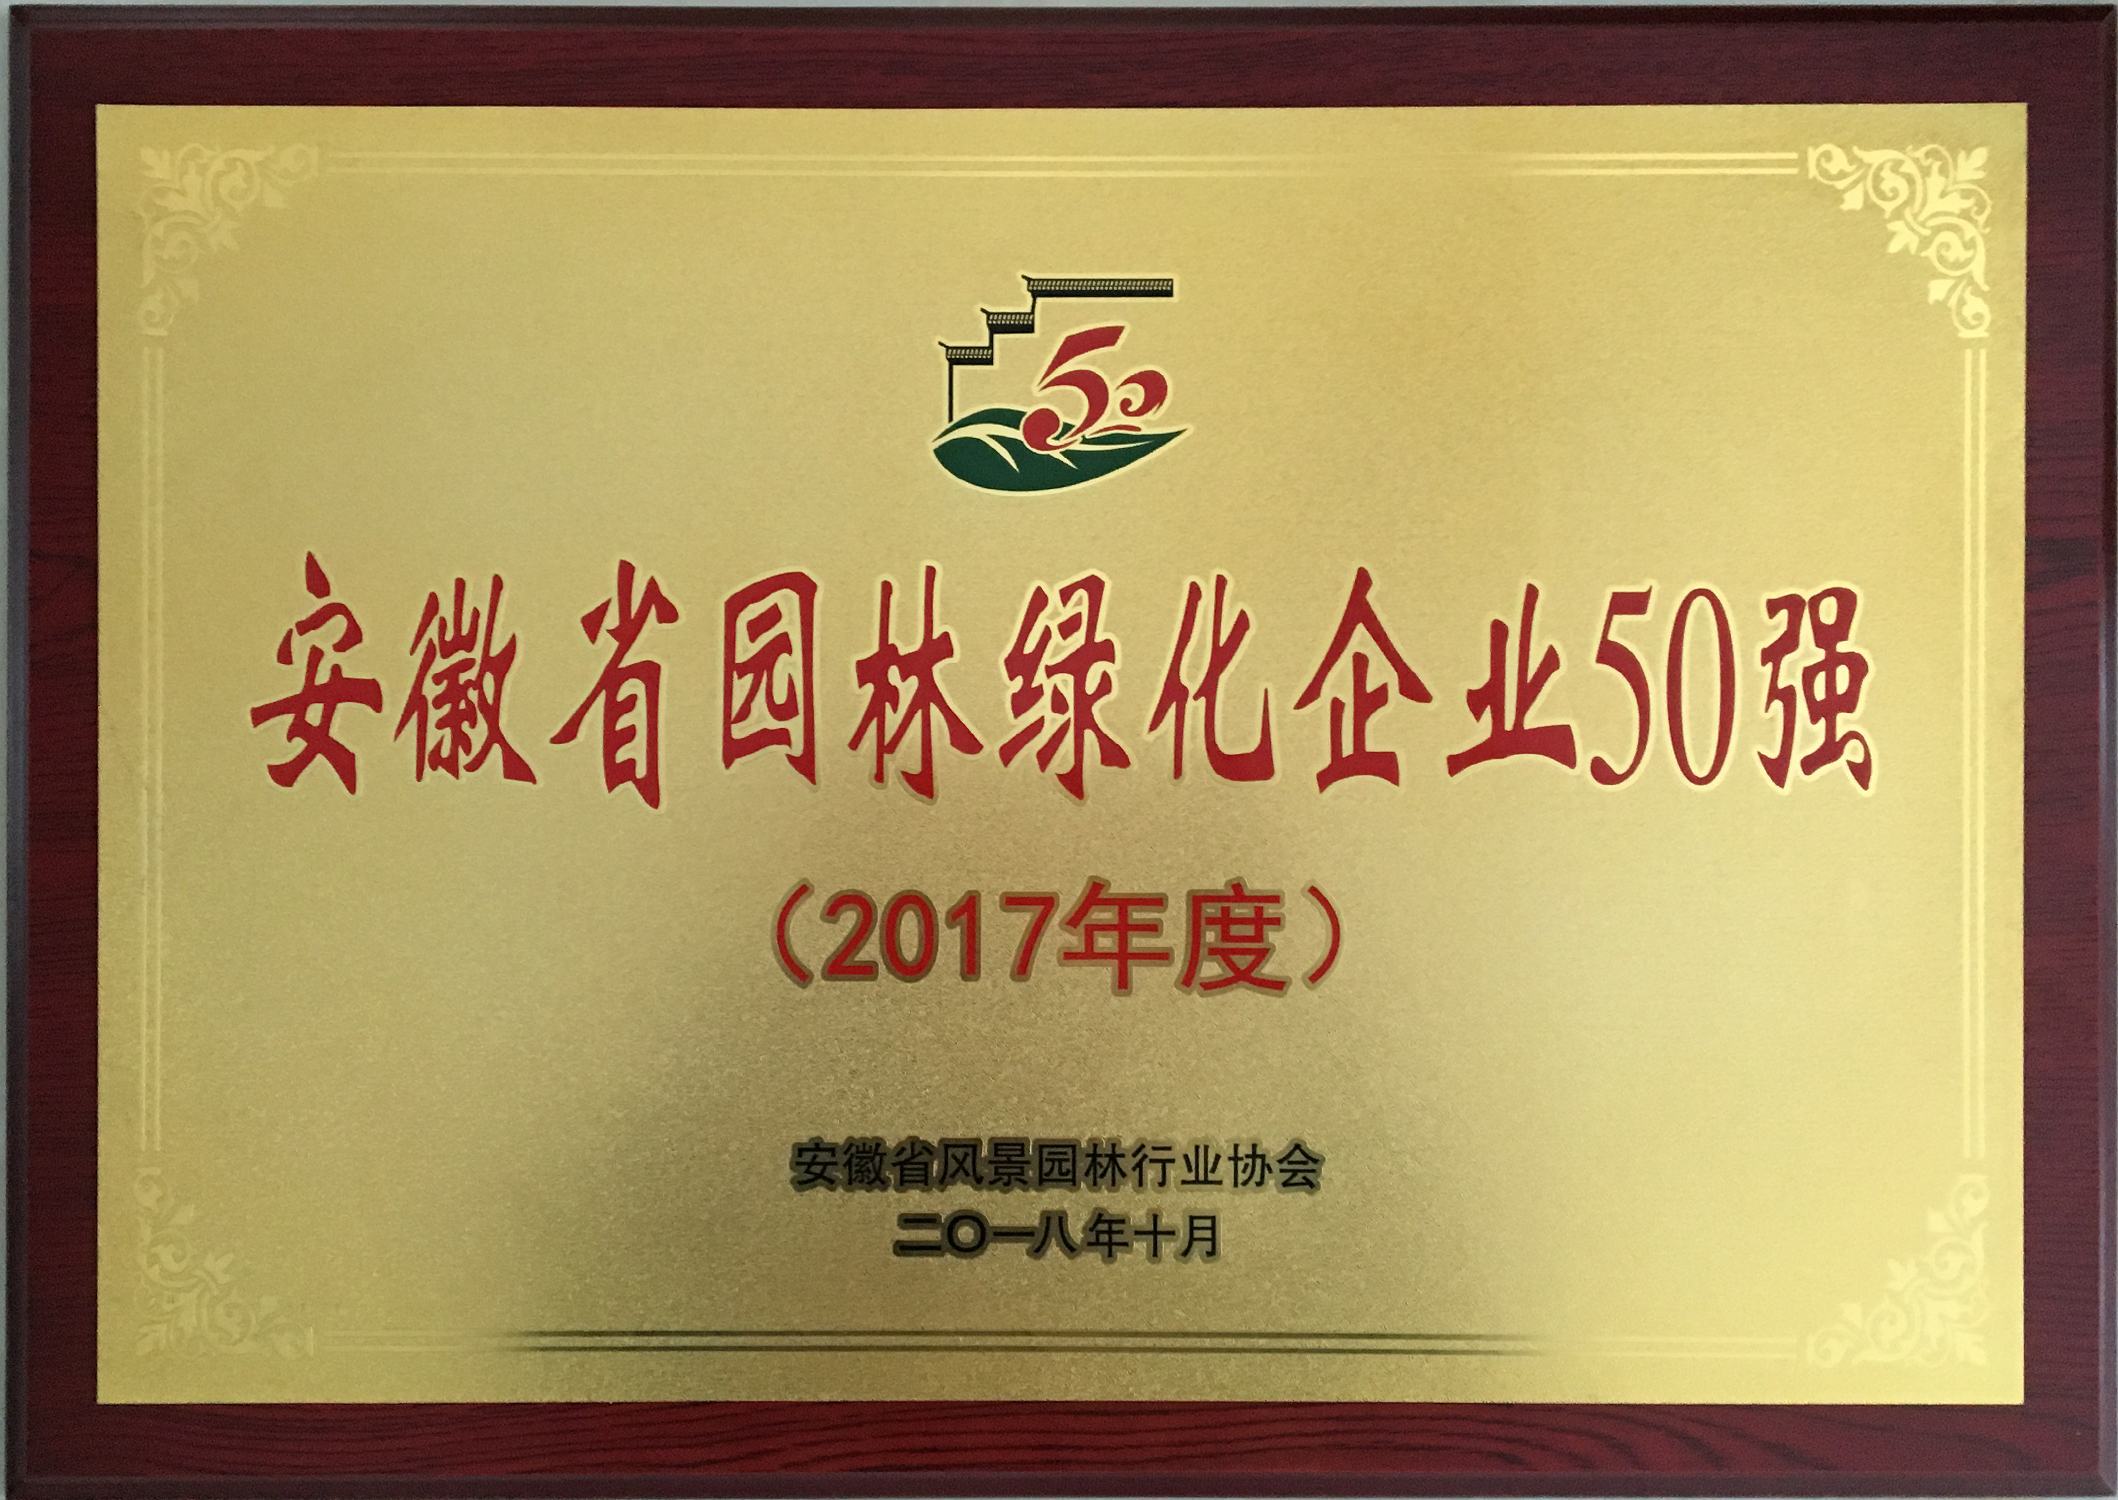 50
安徽省园林绿化企业50强
（2017年度）
安徽省风景园林行业协会
二〇一八年十月